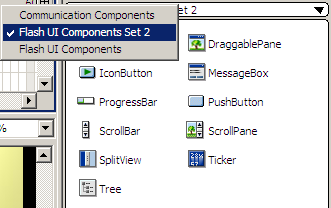 Communication Components
Flash UI Components Set 2
Flash UI Components
Set 2
DraggablePane
IconButton
MessageBox
ProgressBar
PushButton
ScrollBar
ScrollPane
SplitView
Ticker
Tree
%